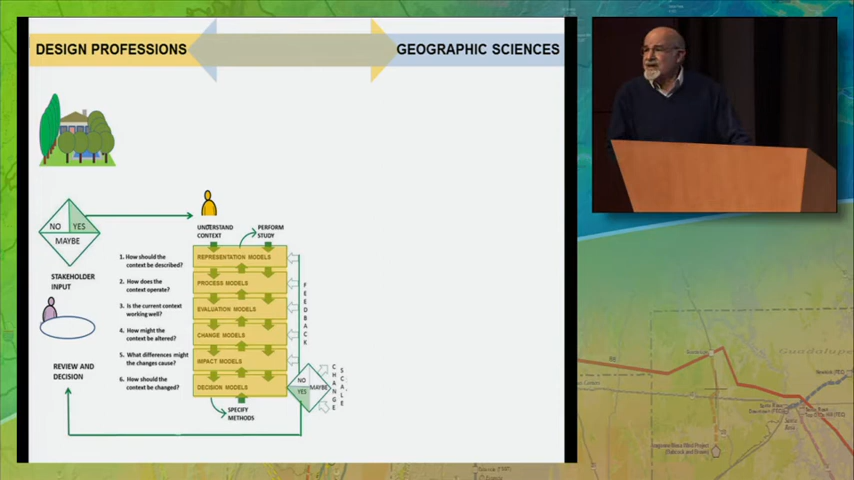 DESIGN PROFESSIONS
GEOGRAPHIC SCIENCES
NO
YES
MAYBE
STAKEHOLDER
INPUT
REVIEW AND
DECISION
UNDERSTAND
CONTEXT
PERFORM
STUDY
1. How should the
context be described?
2. How does the
context operate?
3. Is the current context
working well?
4. How might the
context be altered?
5. What differences might
the changes cause?
6. How should the
context be changed?
REPRESENTATION MODELS
PROCESS MODELS
EVALUATION MODELS
CHANGE MODELS
IMPACT MODELS
DECISION MODELS
SPECIFY
METHODS
FEEDBACK
NO
MAYBE
YES
CHANGE
SCALE